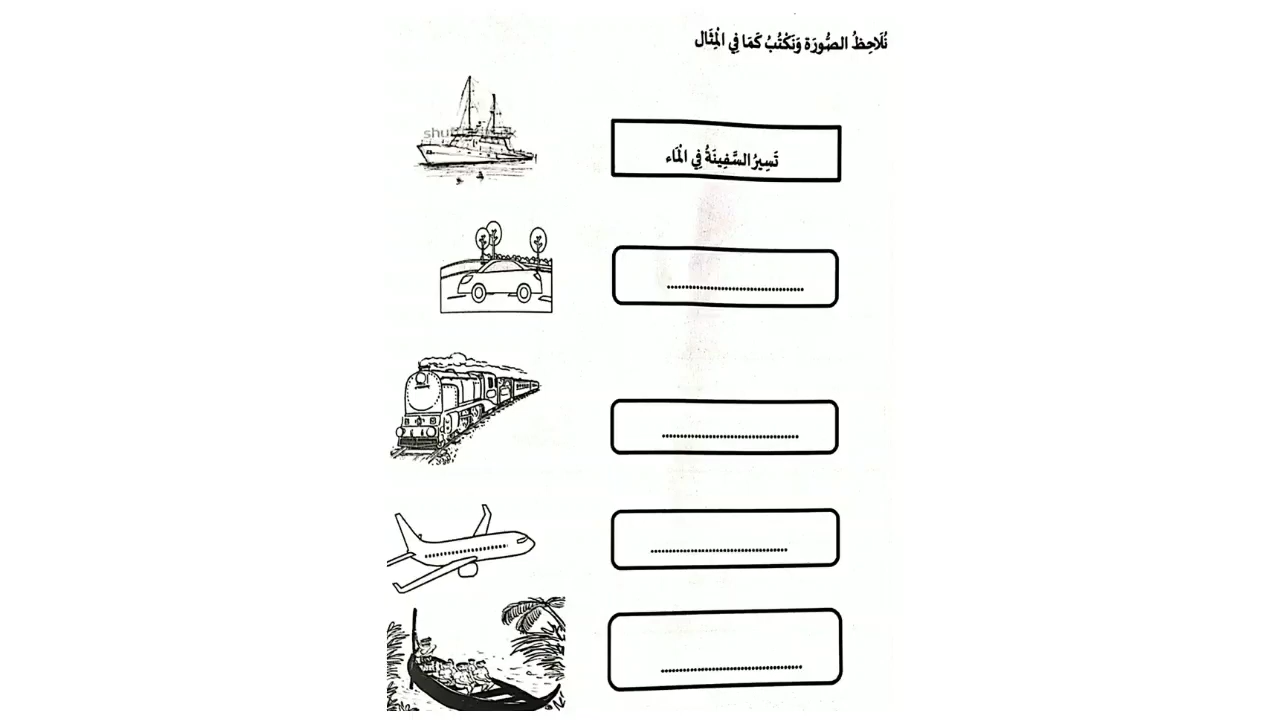 نُلَاحِظُ الصُّورَة وَنَكْتُبُ كَمَا فِي الْمِثَال
تَسِيرُ السَّفِينَةُ فِي الْمَاء